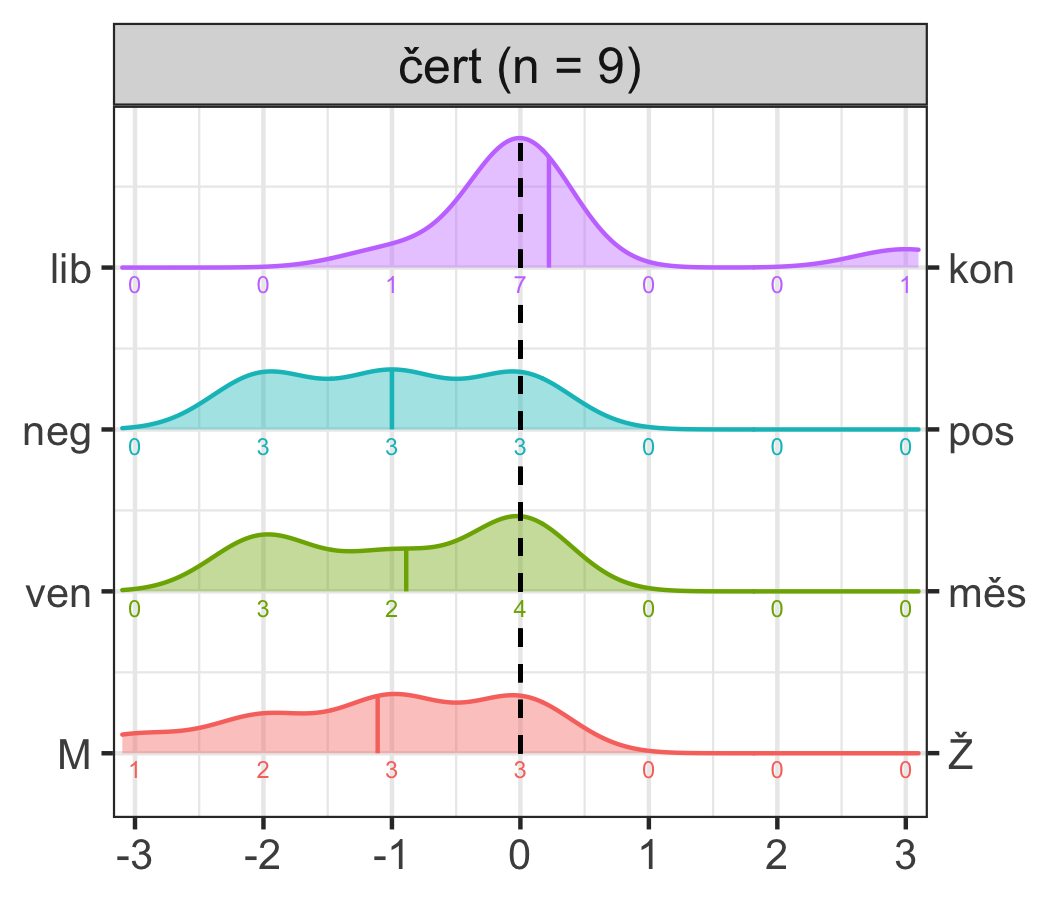 čert (n = 9)
lib kon
0 0 1 7 0 0 1
neg pos
0 3 3 3 0 0 0
ven měs
0 3 2 4 0 0 0
M Ž
1 2 3 3 0 0 0
-3 -2 -1 0 1 2 3